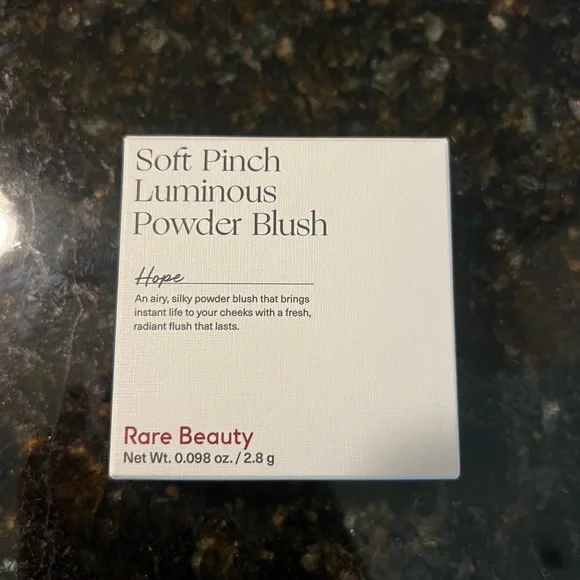 Soft Pinch
Luminous
Powder Blush
Hope
An airy, silky powder blush that brings
instant life to your cheeks with a fresh,
radiant flush that lasts.
Rare Beauty
Net Wt. 0.098 oz. / 2.8 g